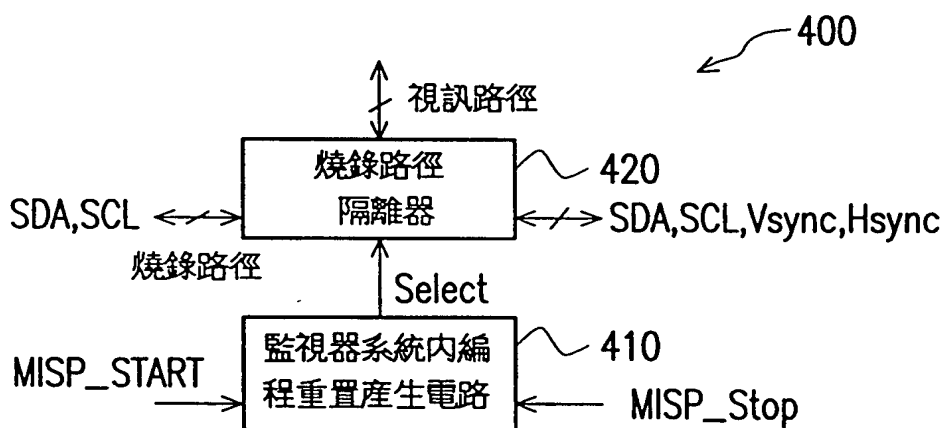 400
視訊路徑
燒錄路徑
隔離器
420
SDA,SCL
SDA,SCL,Vsync,Hsync
燒錄路徑
Select
監視器系統内編
程重置產生電路
410
MISP_START
MISP_Stop